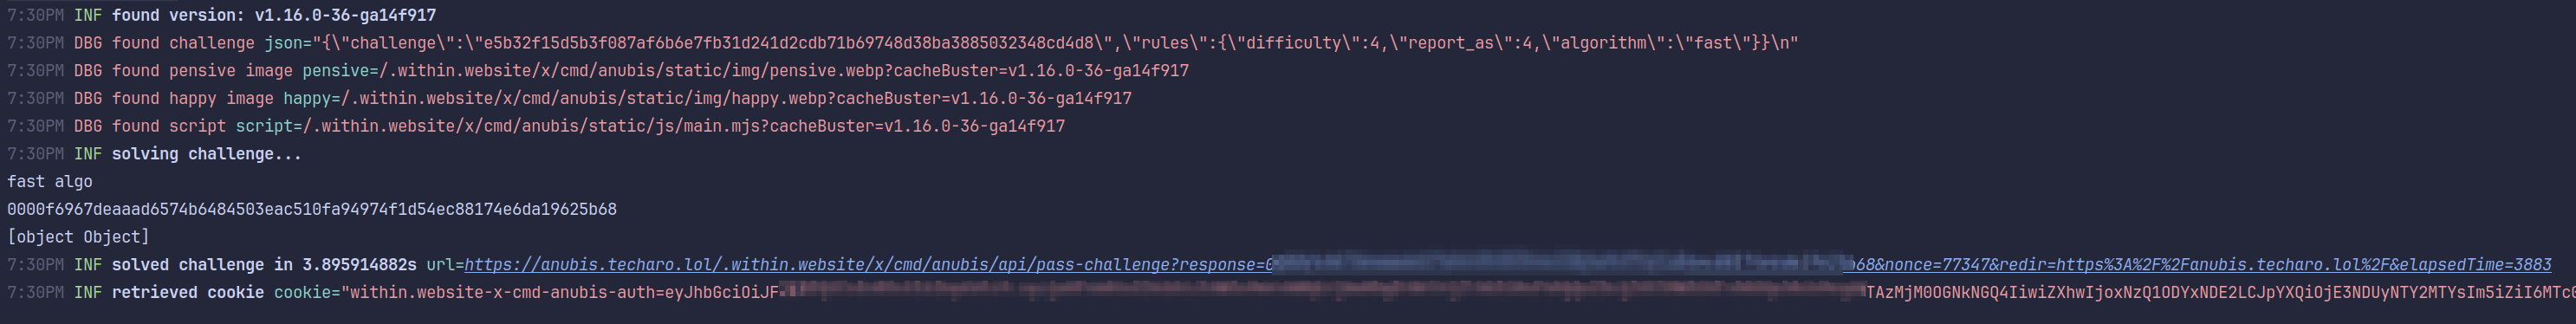 7:30PM INF found version: v1.16.0-36-ga14f917
7:30PM DBG found challenge json="{\"challenge\":\"e5b32f15d5b3f087af6b6e7fb31d241d2cdb71b69748d38ba3885032348cd4d8\",\"rules\":{\"difficulty\":4,\"report_as\":4,\"algorithm\":\"fast\"}}\n"
7:30PM DBG found pensive image pensive=/.within.website/x/cmd/anubis/static/img/pensive.webp?cacheBuster=v1.16.0-36-ga14f917
7:30PM DBG found happy image happy=/.within.website/x/cmd/anubis/static/img/happy.webp?cacheBuster=v1.16.0-36-ga14f917
7:30PM DBG found script script=/.within.website/x/cmd/anubis/static/js/main.mjs?cacheBuster=v1.16.0-36-ga14f917
7:30PM INF solving challenge...
fast algo
0000f6967deaaad6574b6484503eac510fa94974f1d54ec88174e6da19625b68
[object Object]
7:30PM INF solved challenge in 3.895914882s url=https://anubis.techaro.lol/.within.website/x/cmd/anubis/api/pass-challenge?response=0 b68&nonce=77347&redir=https%3A%2F%2Fanubis.techaro.lol%2F&elapsedTime=3883
7:30PM INF retrieved cookie cookie="within.website-x-cmd-anubis-auth=eyJhbGciOiJF TAzMjM0OGNkNGQ4IiwiZXhwIjoxNzQ1ODYxNDE2LCJpYXQiOjE3NDUyNTY2MTYsIm5iZiI6MTc0